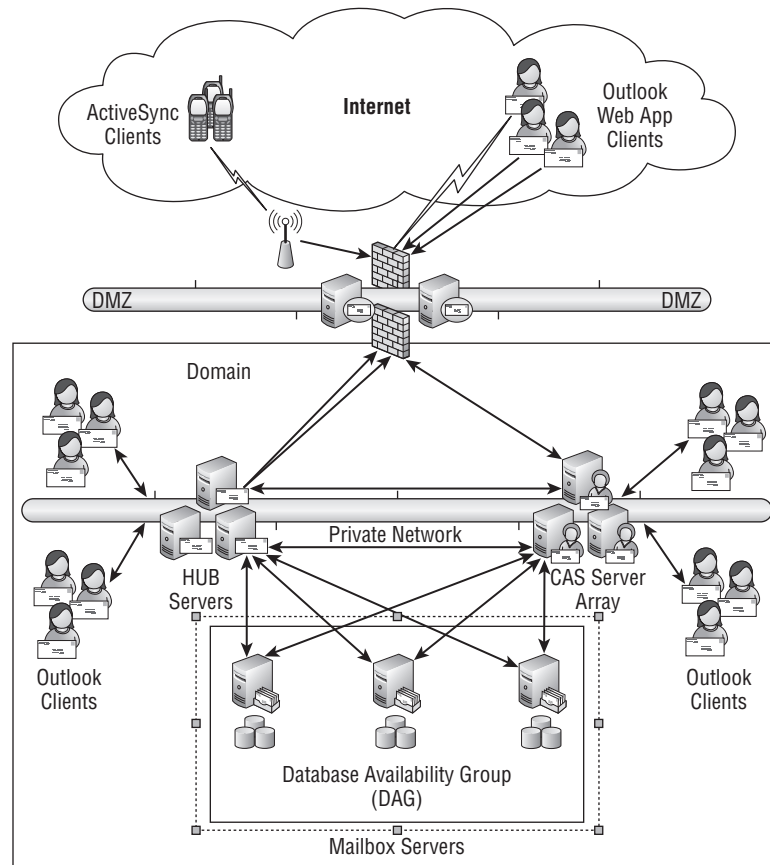 ActiveSync
Clients
Internet
Outlook
Web App
Clients
DMZ
DMZ
Domain
Private Network
HUB
Servers
CAS Server
Array
Outlook
Clients
Outlook
Clients
Database Availability Group
(DAG)
Mailbox Servers